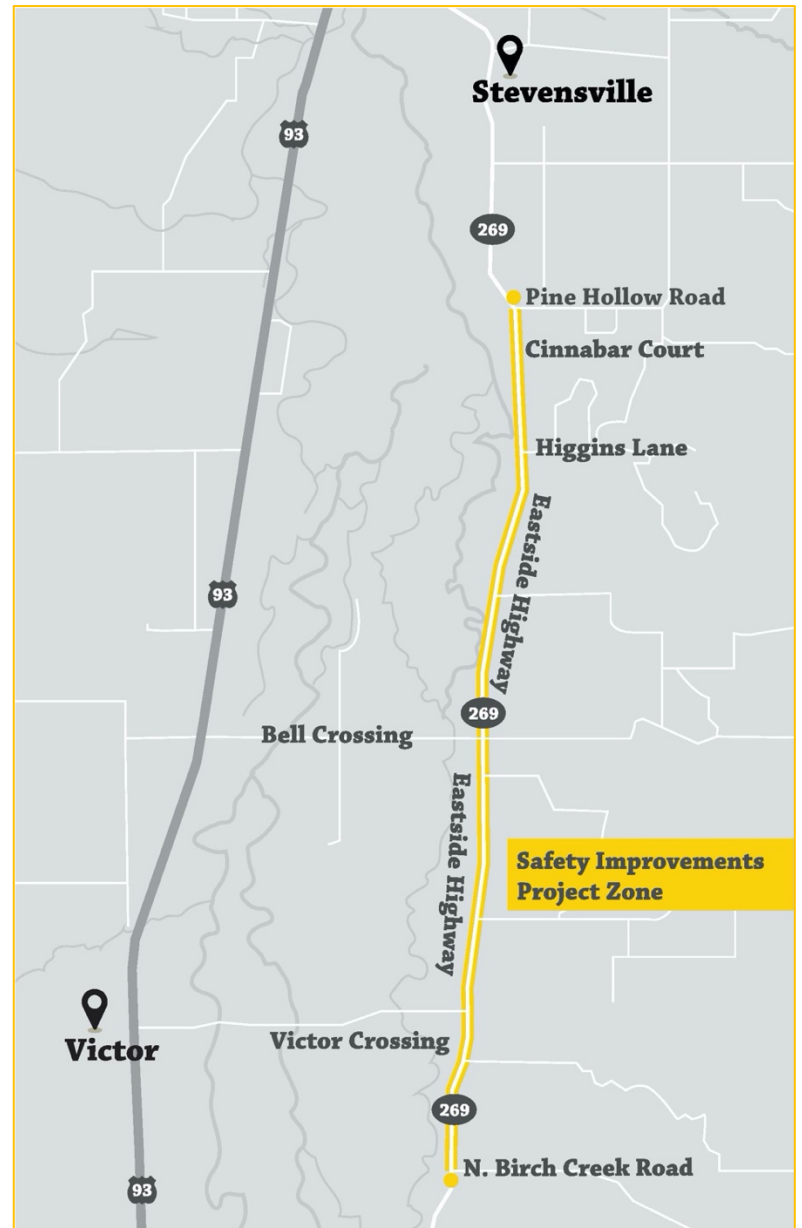 Stevensville
93
269
Pine Hollow Road
Cinnabar Court
Higgins Lane
Eastside Highway
93
269
Bell Crossing
Eastside Highway
Safety Improvements
Project Zone
Victor
Victor Crossing
269
N. Birch Creek Road
93